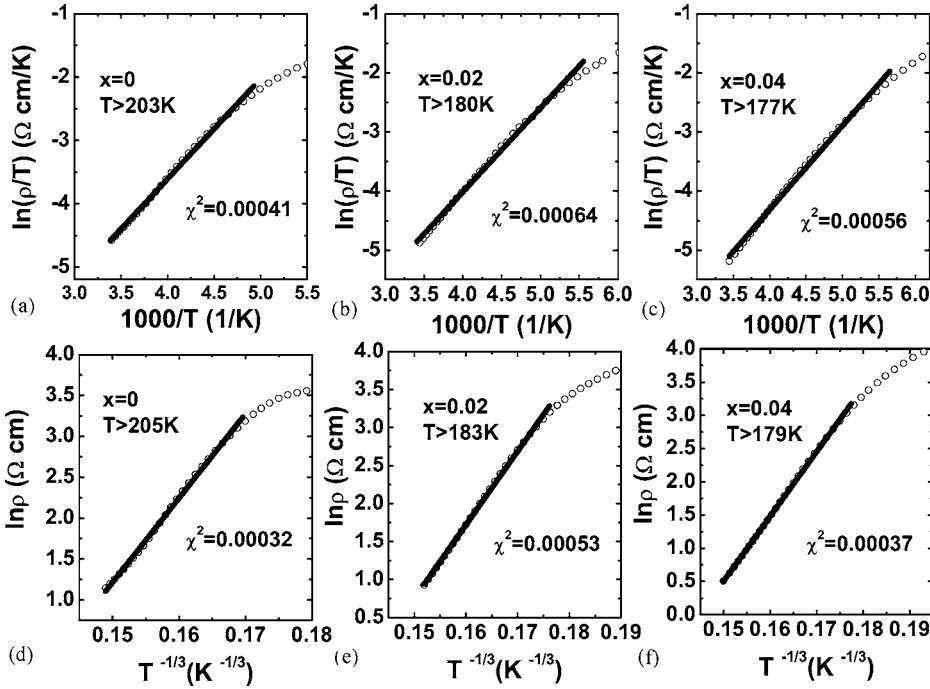 -1
-2
-3
-4
-5
ln(ρ/T) (Ω cm/K)
x=0
T>203K
χ²=0.00041
3.0 3.5 4.0 4.5 5.0 5.5
(a)
1000/T (1/K)
-1
-2
-3
-4
-5
ln(ρ/T) (Ω cm/K)
x=0.02
T>180K
χ²=0.00064
3.0 3.5 4.0 4.5 5.0 5.5 6.0
(b)
1000/T (1/K)
-1
-2
-3
-4
-5
ln(ρ/T) (Ω cm/K)
x=0.04
T>177K
χ²=0.00056
3.0 3.5 4.0 4.5 5.0 5.5 6.0
(c)
1000/T (1/K)
4.0
3.5
3.0
2.5
2.0
1.5
1.0
lnρ (Ω cm)
x=0
T>205K
χ²=0.00032
0.15 0.16 0.17 0.18
(d)
T⁻¹/³(K⁻¹/³)
4.0
3.5
3.0
2.5
2.0
1.5
1.0
0.5
lnρ (Ω cm)
x=0.02
T>183K
χ²=0.00053
0.15 0.16 0.17 0.18 0.19
(e)
T⁻¹/³(K⁻¹/³)
4.0
3.5
3.0
2.5
2.0
1.5
1.0
0.5
0.0
lnρ (Ω cm)
x=0.04
T>179K
χ²=0.00037
0.15 0.16 0.17 0.18 0.19
(f)
T⁻¹/³(K⁻¹/³)